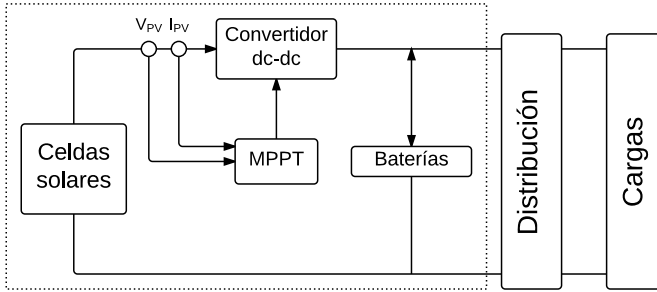 V_PV I_PV
Convertidor
dc-dc
Celdas
solares
MPPT
Baterías
Distribución
Cargas